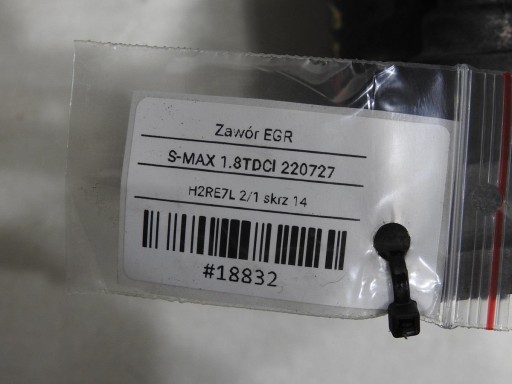 Zawór EGR
S-MAX 1.8TDCI 220727
H2RE7L 2/1 skrz 14
#18832